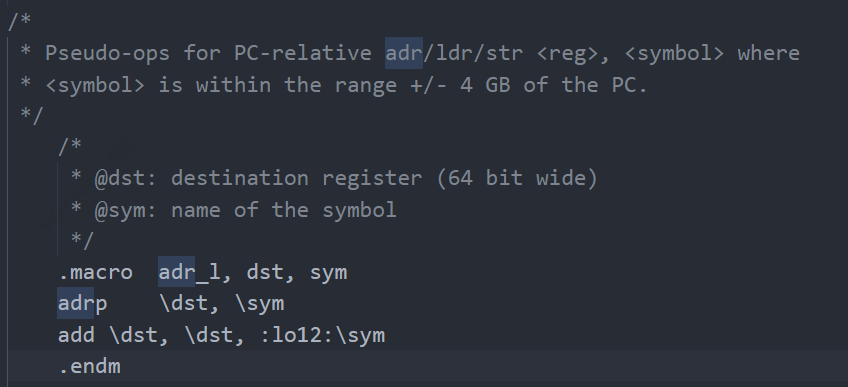 /*
 * Pseudo-ops for PC-relative adr/ldr/str <reg>, <symbol> where
 * <symbol> is within the range +/- 4 GB of the PC.
 */
    /*
     * @dst: destination register (64 bit wide)
     * @sym: name of the symbol
     */
    .macro  adr_l, dst, sym
    adrp    \dst, \sym
    add \dst, \dst, :lo12:\sym
    .endm